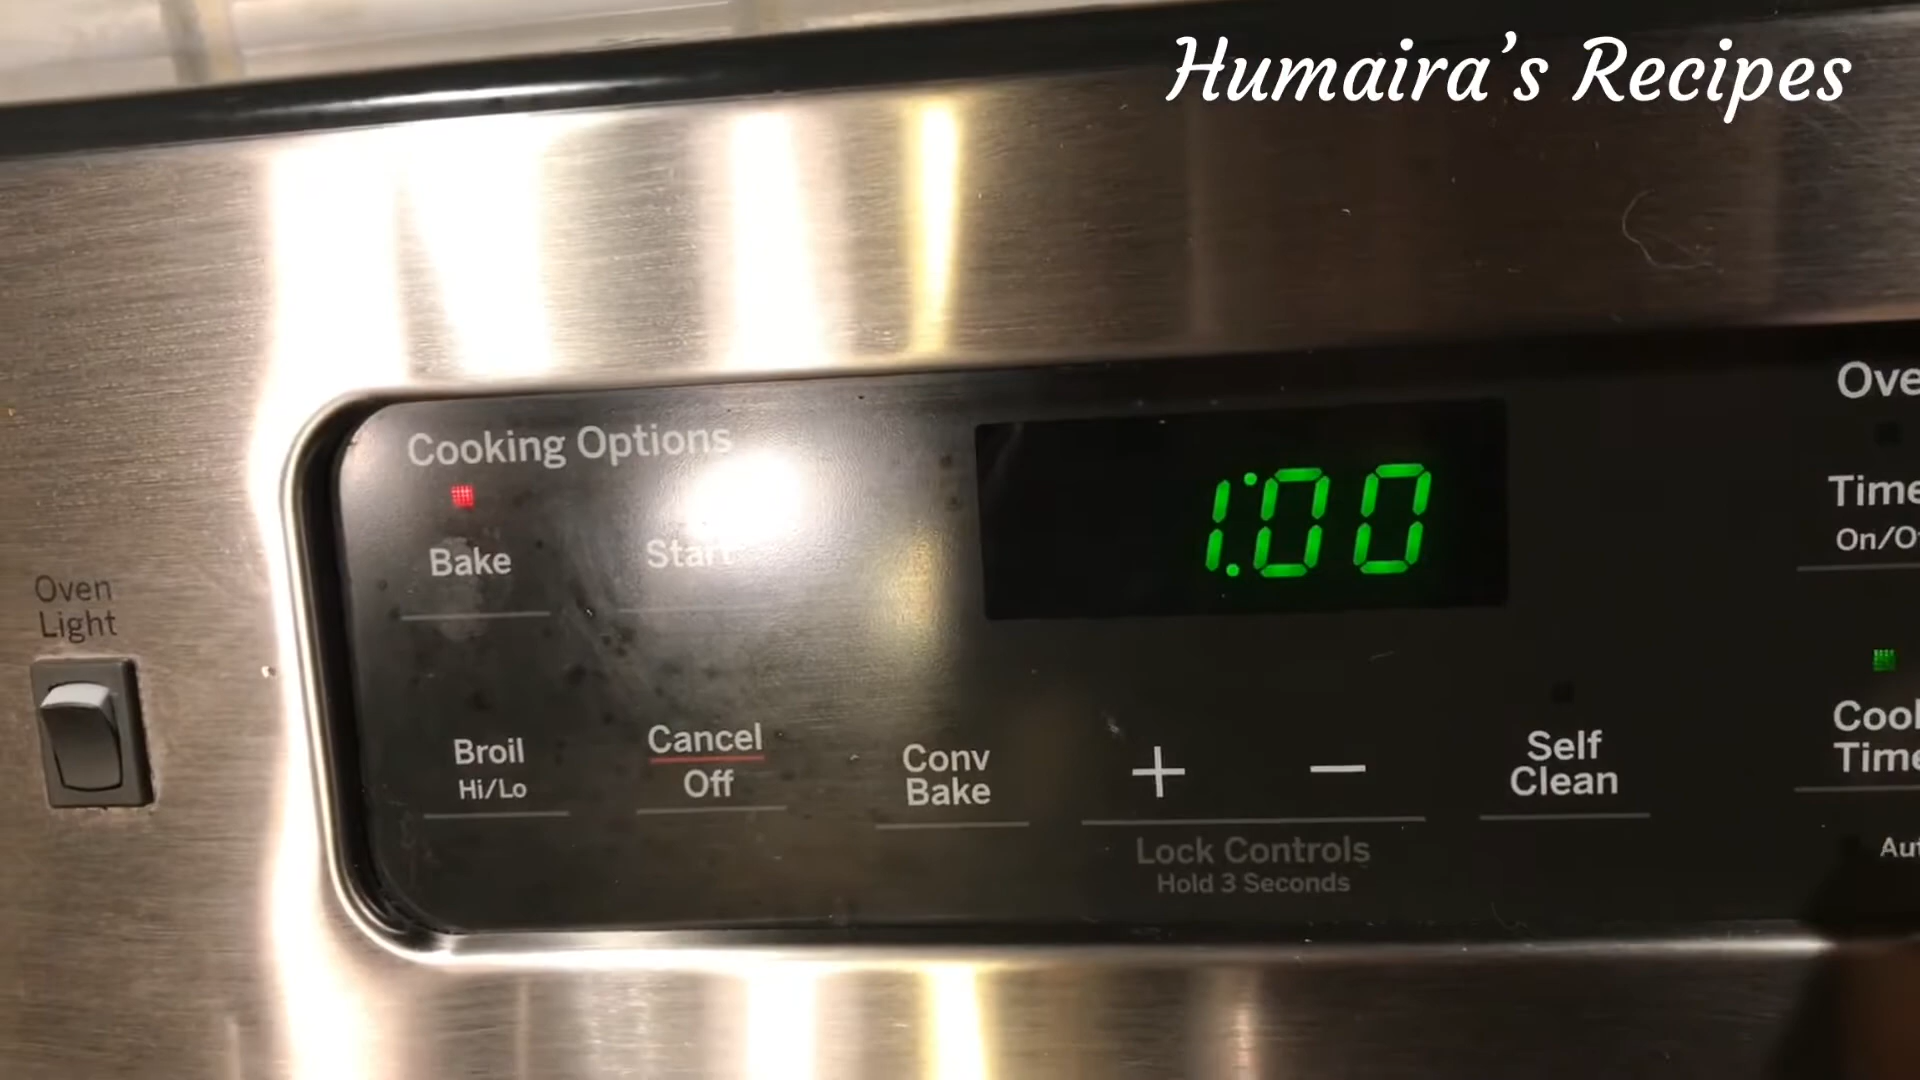 Humaira's Recipes
Cooking Options
Bake
Start
1:00
Oven
Light
Broil
Hi/Lo
Cancel
Off
Conv
Bake
+
−
Lock Controls
Hold 3 Seconds
Self
Clean